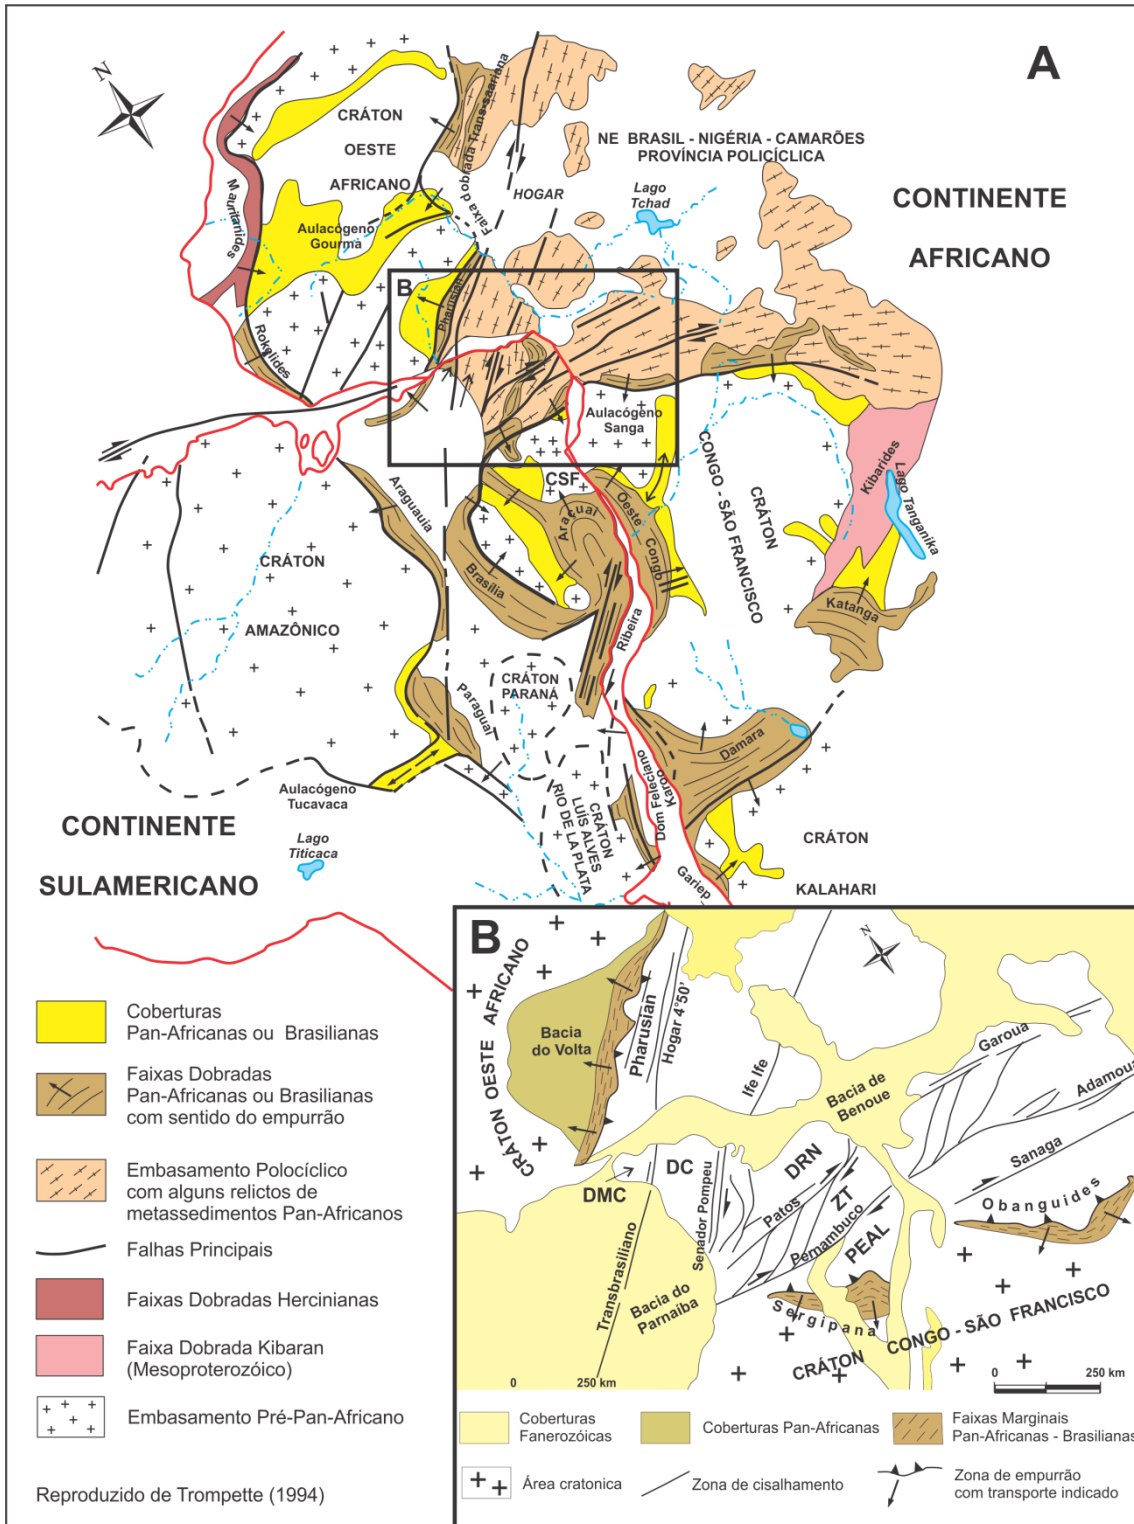 A
N
CRÁTON
OESTE
AFRICANO
Faixa dobrada Trans-saariana
NE BRASIL - NIGÉRIA - CAMARÕES
PROVÍNCIA POLICÍCLICA
HOGAR
Lago
Tchad
CONTINENTE
AFRICANO
Mauritanides
Aulacógeno
Gourma
B
Pharusian
Rokelides
Aulacógeno
Sanga
CSF
Araguauia
Araguai
Oeste
Congo
CONGO - SÃO FRANCISCO
CRÁTON
Kibarides
Lago Tanganika
CRÁTON
AMAZÔNICO
Brasília
Ribeira
Katanga
CRÁTON
PARANÁ
Paraguai
Damara
Dom Feleciano
Karoo
CRÁTON
LUÍS ALVES
RIO DE LA PLATA
Aulacógeno
Tucavaca
CONTINENTE
SULAMERICANO
Lago
Titicaca
Gariep
CRÁTON
KALAHARI
Coberturas
Pan-Africanas ou Brasilianas
Faixas Dobradas
Pan-Africanas ou Brasilianas
com sentido do empurrão
Embasamento Polocíclico
com alguns relictos de
metassedimentos Pan-Africanos
Falhas Principais
Faixas Dobradas Hercinianas
Faixa Dobrada Kibaran
(Mesoproterozóico)
Embasamento Pré-Pan-Africano
Reproduzido de Trompette (1994)
B
N
CRÁTON OESTE AFRICANO
Bacia
do Volta
Pharusian
Hogar 4°50'
Ife Ife
Bacia de
Benoue
Garoua
Adamoua
Sanaga
Obanguides
DMC
DC
DRN
Senador Pompeu
Patos
ZT
Pernambuco
PEAL
Transbrasiliano
Bacia do
Parnaíba
Sergipana
CRÁTON CONGO - SÃO FRANCISCO
0 250 km
0 250 km
Coberturas
Fanerozóicas
Coberturas Pan-Africanas
Faixas Marginais
Pan-Africanas - Brasilianas
Área cratonica
Zona de cisalhamento
Zona de empurrão
com transporte indicado